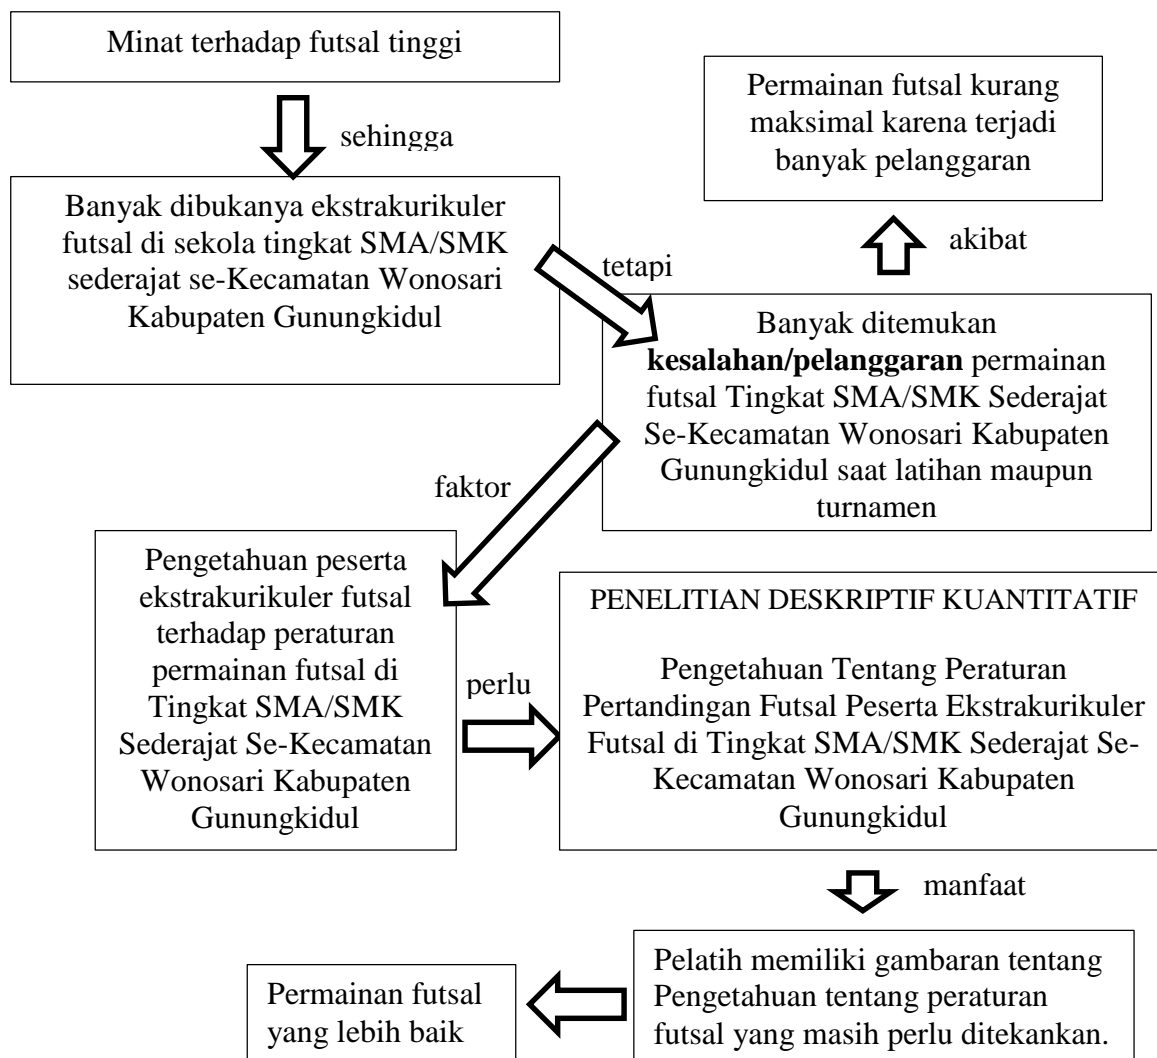 Minat terhadap futsal tinggi
sehingga
Banyak dibukanya ekstrakurikuler
futsal di sekola tingkat SMA/SMK
sederajat se-Kecamatan Wonosari
Kabupaten Gunungkidul
tetapi
Permainan futsal kurang
maksimal karena terjadi
banyak pelanggaran
akibat
Banyak ditemukan
kesalahan/pelanggaran permainan
futsal Tingkat SMA/SMK Sederajat
Se-Kecamatan Wonosari Kabupaten
Gunungkidul saat latihan maupun
turnamen
faktor
Pengetahuan peserta
ekstrakurikuler futsal
terhadap peraturan
permainan futsal di
Tingkat SMA/SMK
Sederajat Se-Kecamatan
Wonosari Kabupaten
Gunungkidul
perlu
PENELITIAN DESKRIPTIF KUANTITATIF
Pengetahuan Tentang Peraturan
Pertandingan Futsal Peserta Ekstrakurikuler
Futsal di Tingkat SMA/SMK Sederajat Se-
Kecamatan Wonosari Kabupaten
Gunungkidul
manfaat
Pelatih memiliki gambaran tentang
Pengetahuan tentang peraturan
futsal yang masih perlu ditekankan.
Permainan futsal
yang lebih baik